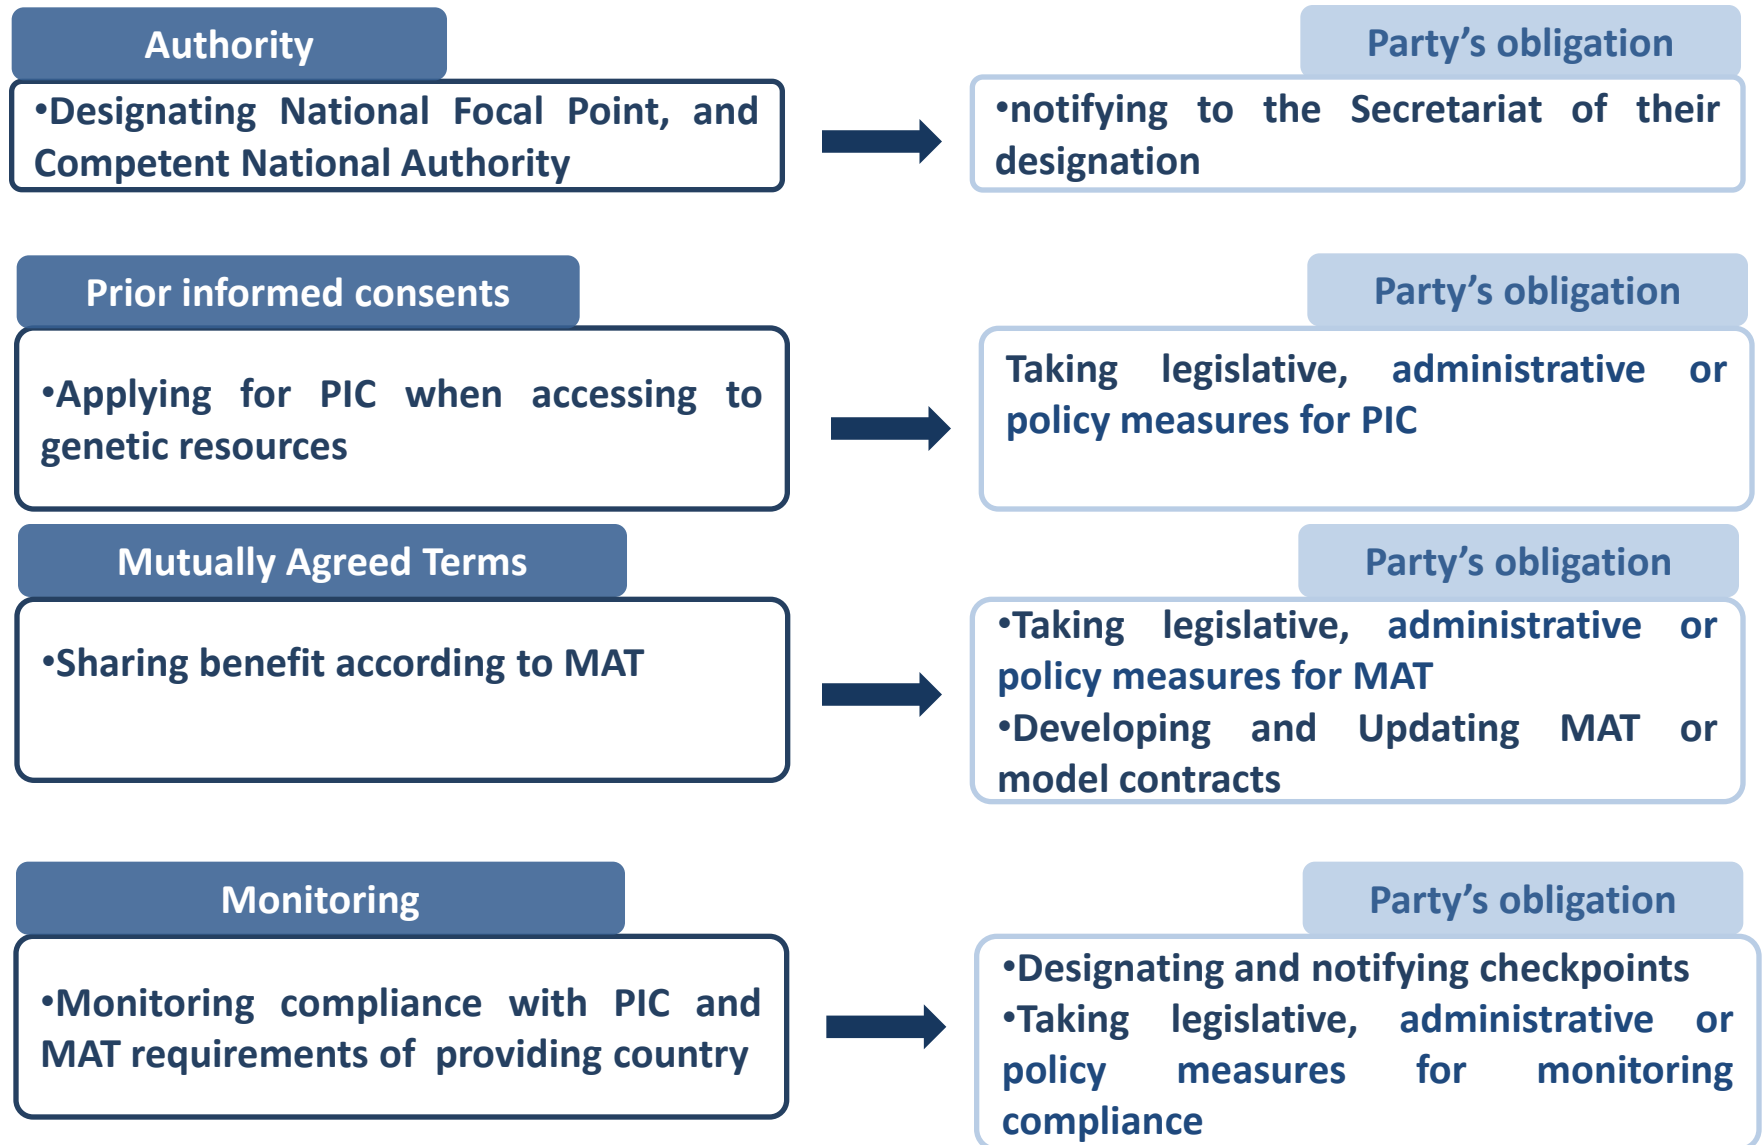 Authority
•Designating National Focal Point, and
Competent National Authority
Party's obligation
•notifying to the Secretariat of their
designation
Prior informed consents
•Applying for PIC when accessing to
genetic resources
Party's obligation
Taking legislative, administrative or
policy measures for PIC
Mutually Agreed Terms
•Sharing benefit according to MAT
Party's obligation
•Taking legislative, administrative or
policy measures for MAT
•Developing and Updating MAT or
model contracts
Monitoring
•Monitoring compliance with PIC and
MAT requirements of providing country
Party's obligation
•Designating and notifying checkpoints
•Taking legislative, administrative or
policy measures for monitoring
compliance